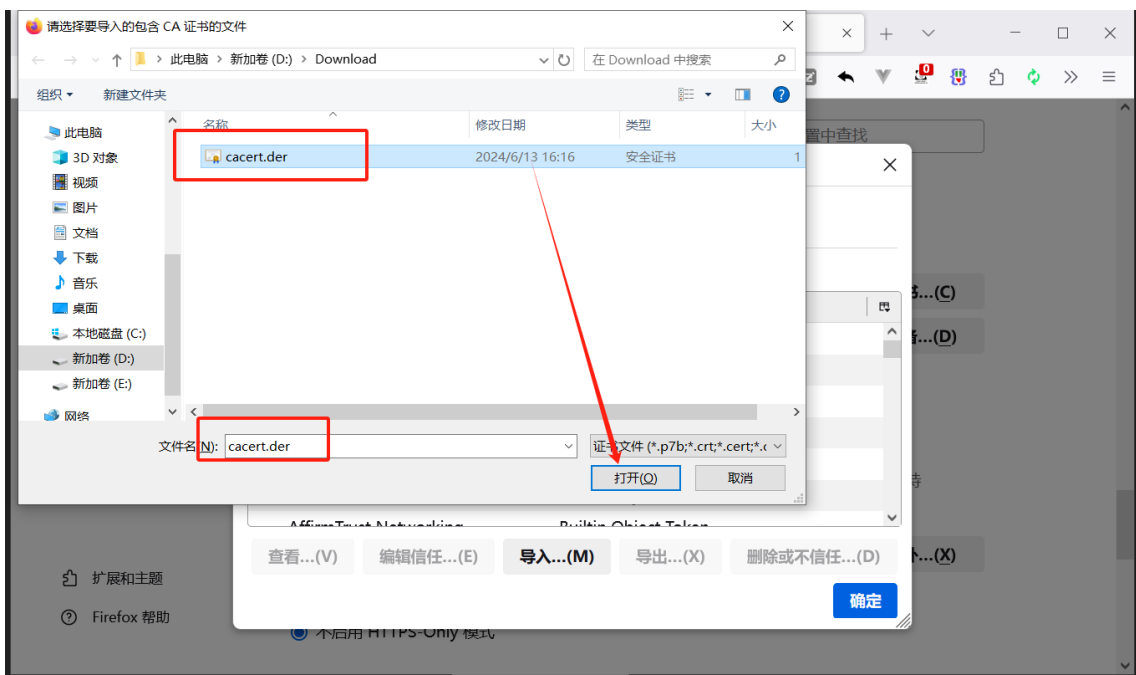 请选择要导入的包含 CA 证书的文件
此电脑 > 新加卷 (D:) > Download
在 Download 中搜索
组织
新建文件夹
名称 修改日期 类型 大小
cacert.der 2024/6/13 16:16 安全证书 1
此电脑
3D 对象
视频
图片
文档
下载
音乐
桌面
本地磁盘 (C:)
新加卷 (D:)
新加卷 (E:)
网络
文件名(N): cacert.der
证书文件 (*.p7b;*.crt;*.cert;*.c
打开(O) 取消
0
置中查找
...(C)
...(D)
持
AffirmTrust Networking Builtin Object Token
查看...(V) 编辑信任...(E) 导入...(M) 导出...(X) 删除或不信任...(D)
...(X)
确定
扩展和主题
Firefox 帮助
不启用 HTTPS-Only 模式